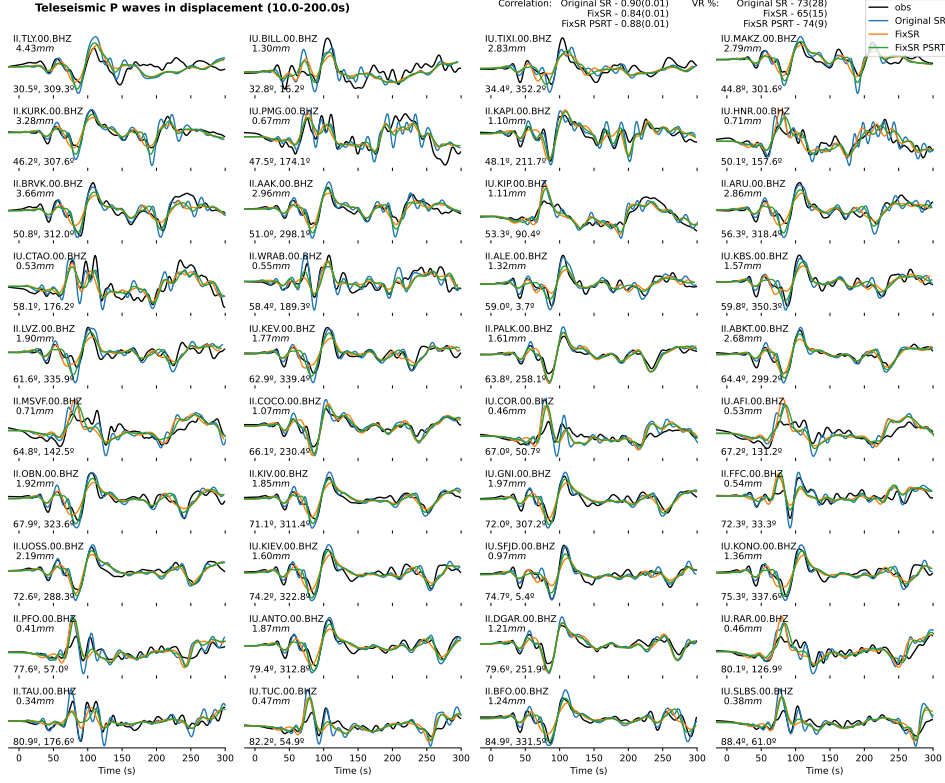 Teleseismic P waves in displacement (10.0-200.0s)
Correlation: Original SR - 0.90(0.01) VR %: Original SR - 73(28)
FixSR - 0.84(0.01) FixSR - 65(15)
FixSR PSRT - 0.88(0.01) FixSR PSRT - 74(9)
obs
Original SR
FixSR
FixSR PSRT
II.TLY.00.BHZ IU.BILL.00.BHZ IU.TIXI.00.BHZ IU.MAKZ.00.BHZ
4.43mm 1.30mm 2.83mm 2.79mm
30.5º, 309.3º 32.8º, 16.2º 34.4º, 352.2º 44.8º, 301.6º
II.KURK.00.BHZ IU.PMG.00.BHZ II.KAPI.00.BHZ IU.HNR.00.BHZ
3.28mm 0.67mm 1.10mm 0.71mm
46.2º, 307.6º 47.5º, 174.1º 48.1º, 211.7º 50.1º, 157.6º
II.BRVK.00.BHZ II.AAK.00.BHZ IU.KIP.00.BHZ II.ARU.00.BHZ
3.66mm 2.96mm 1.11mm 2.86mm
50.8º, 312.0º 51.0º, 298.1º 53.3º, 90.4º 56.3º, 318.4º
IU.CTAO.00.BHZ II.WRAB.00.BHZ II.ALE.00.BHZ IU.KBS.00.BHZ
0.53mm 0.55mm 1.32mm 1.57mm
58.1º, 176.2º 58.4º, 189.3º 59.0º, 3.7º 59.8º, 350.3º
II.LVZ.00.BHZ IU.KEV.00.BHZ II.PALK.00.BHZ II.ABKT.00.BHZ
1.90mm 1.77mm 1.61mm 2.68mm
61.6º, 335.9º 62.9º, 339.4º 63.8º, 258.1º 64.4º, 299.2º
II.MSVF.00.BHZ II.COCO.00.BHZ IU.COR.00.BHZ IU.AFI.00.BHZ
0.71mm 1.07mm 0.46mm 0.53mm
64.8º, 142.5º 66.1º, 230.4º 67.0º, 50.7º 67.2º, 131.2º
II.OBN.00.BHZ II.KIV.00.BHZ IU.GNI.00.BHZ II.FFC.00.BHZ
1.92mm 1.85mm 1.97mm 0.54mm
67.9º, 323.6º 71.1º, 311.4º 72.0º, 307.2º 72.3º, 33.3º
II.UOSS.00.BHZ IU.KIEV.00.BHZ IU.SFJD.00.BHZ IU.KONO.00.BHZ
2.19mm 1.60mm 0.97mm 1.36mm
72.6º, 288.3º 74.2º, 322.8º 74.7º, 5.4º 75.3º, 337.6º
II.PFO.00.BHZ IU.ANTO.00.BHZ II.DGAR.00.BHZ IU.RAR.00.BHZ
0.41mm 1.87mm 1.21mm 0.46mm
77.6º, 57.0º 79.4º, 312.8º 79.6º, 251.9º 80.1º, 126.9º
II.TAU.00.BHZ IU.TUC.00.BHZ II.BFO.00.BHZ IU.SLBS.00.BHZ
0.34mm 0.47mm 1.24mm 0.38mm
80.9º, 176.6º 82.2º, 54.9º 84.9º, 331.5º 88.4º, 61.0º
0 50 100 150 200 250 300 0 50 100 150 200 250 300 0 50 100 150 200 250 300 0 50 100 150 200 250 300
Time (s) Time (s) Time (s) Time (s)